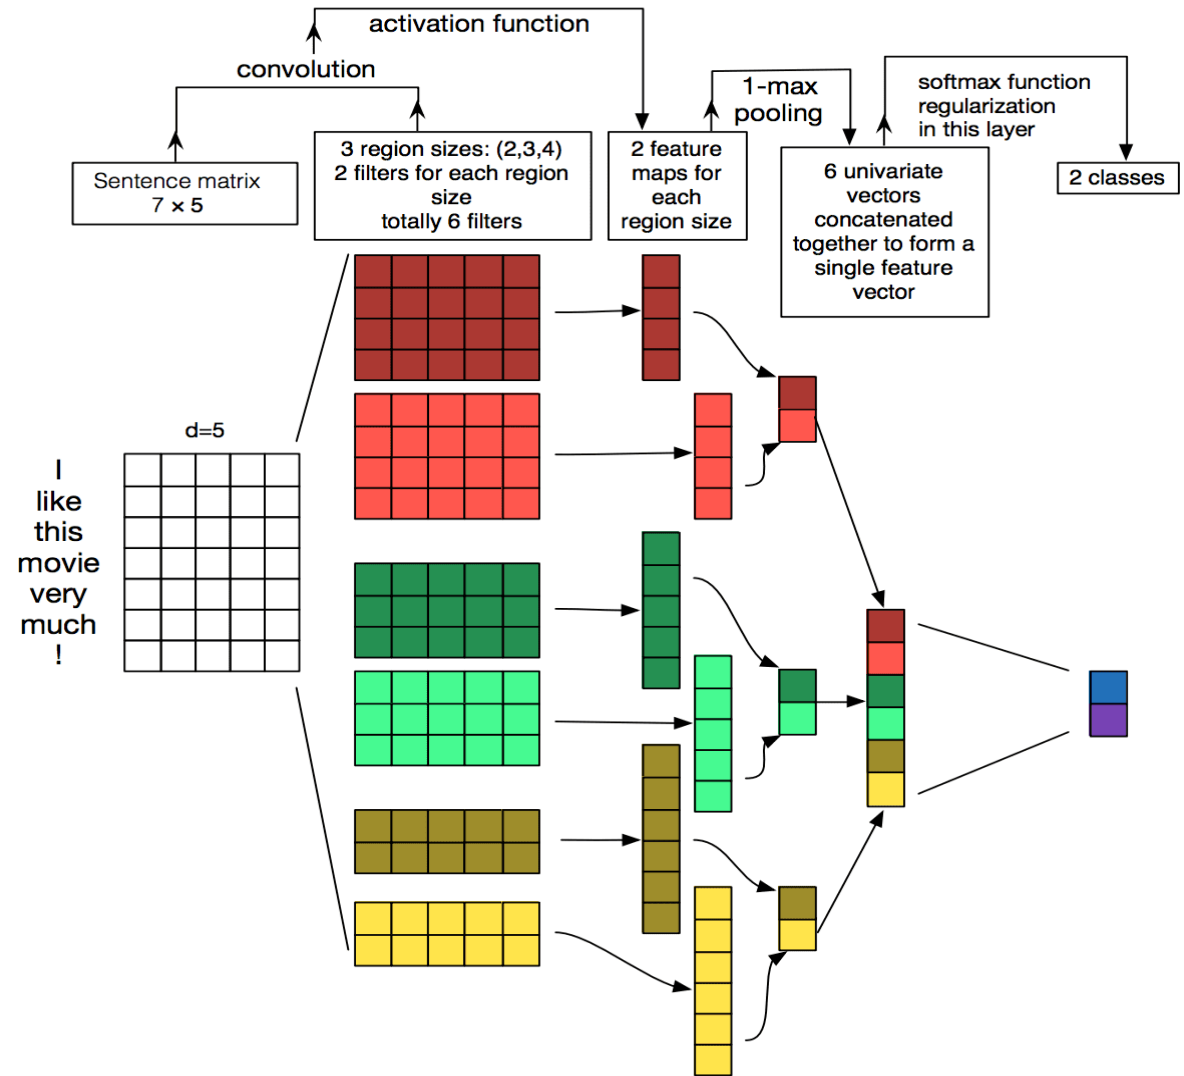 activation function
convolution
1-max
pooling
softmax function
regularization
in this layer
Sentence matrix
7 × 5
3 region sizes: (2,3,4)
2 filters for each region
size
totally 6 filters
2 feature
maps for
each
region size
6 univariate
vectors
concatenated
together to form a
single feature
vector
2 classes
d=5
I
like
this
movie
very
much
!